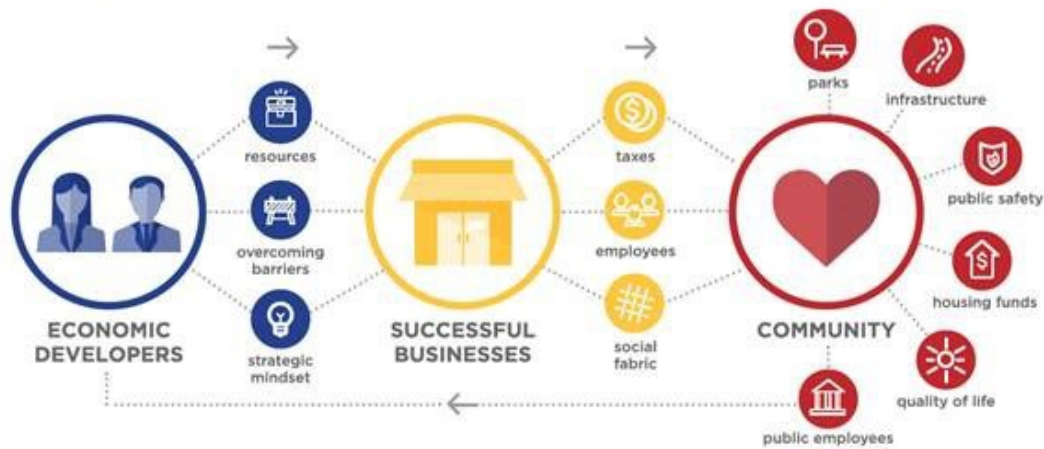 parks
infrastructure
resources
taxes
public safety
overcoming
barriers
employees
housing funds
ECONOMIC
DEVELOPERS
SUCCESSFUL
BUSINESSES
COMMUNITY
strategic
mindset
social
fabric
quality of life
public employees